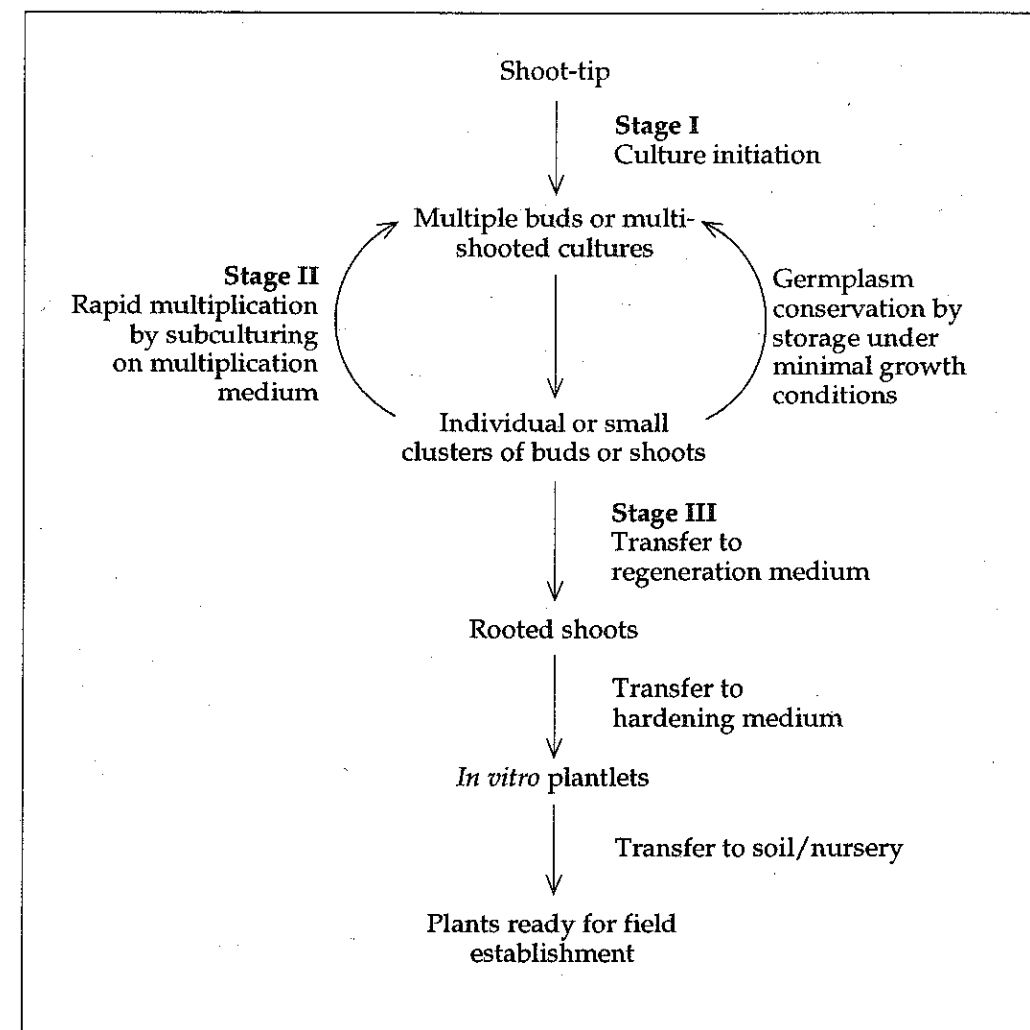 Shoot-tip
Stage I
Culture initiation
Multiple buds or multi-
shooted cultures
Stage II
Rapid multiplication
by subculturing
on multiplication
medium
Germplasm
conservation by
storage under
minimal growth
conditions
Individual or small
clusters of buds or shoots
Stage III
Transfer to
regeneration medium
Rooted shoots
Transfer to
hardening medium
In vitro plantlets
Transfer to soil/nursery
Plants ready for field
establishment